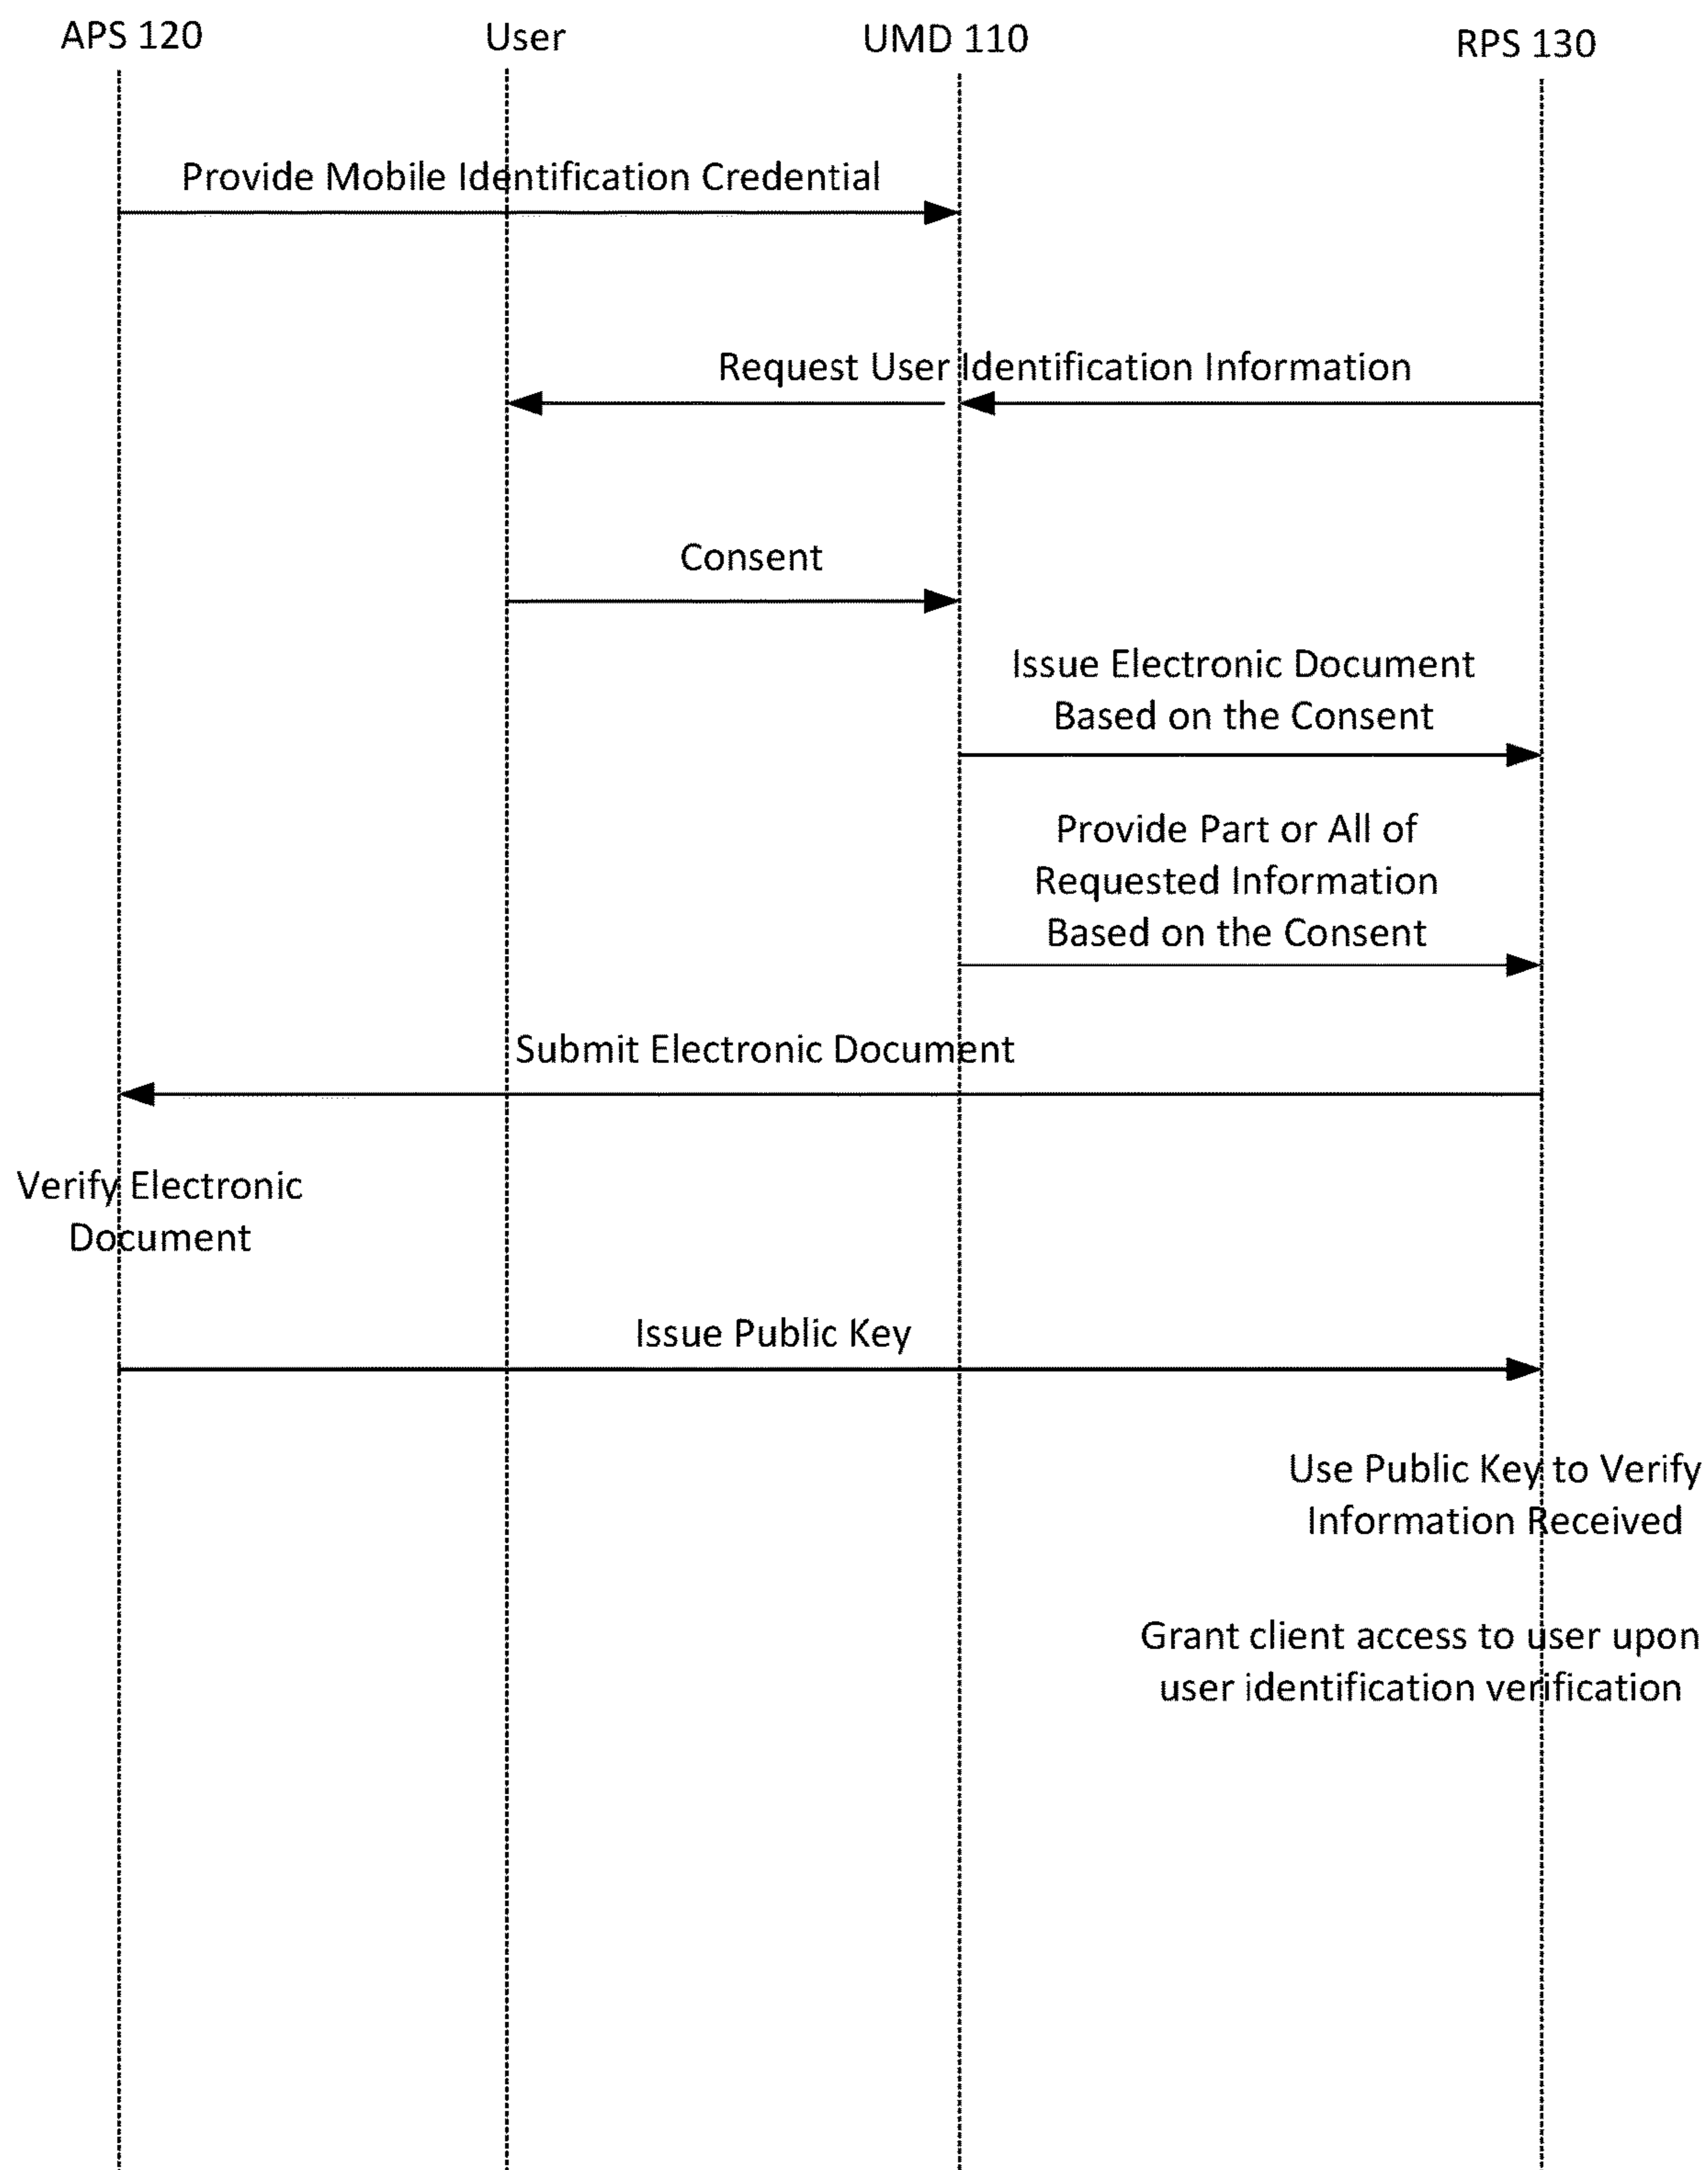 APS 120
User
UMD 110
RPS 130
Provide Mobile Identification Credential
Request User Identification Information
Consent
Issue Electronic Document
Based on the Consent
Provide Part or All of
Requested Information
Based on the Consent
Submit Electronic Document
Verify Electronic
Document
Issue Public Key
Use Public Key to Verify
Information Received
Grant client access to user upon
user identification verification